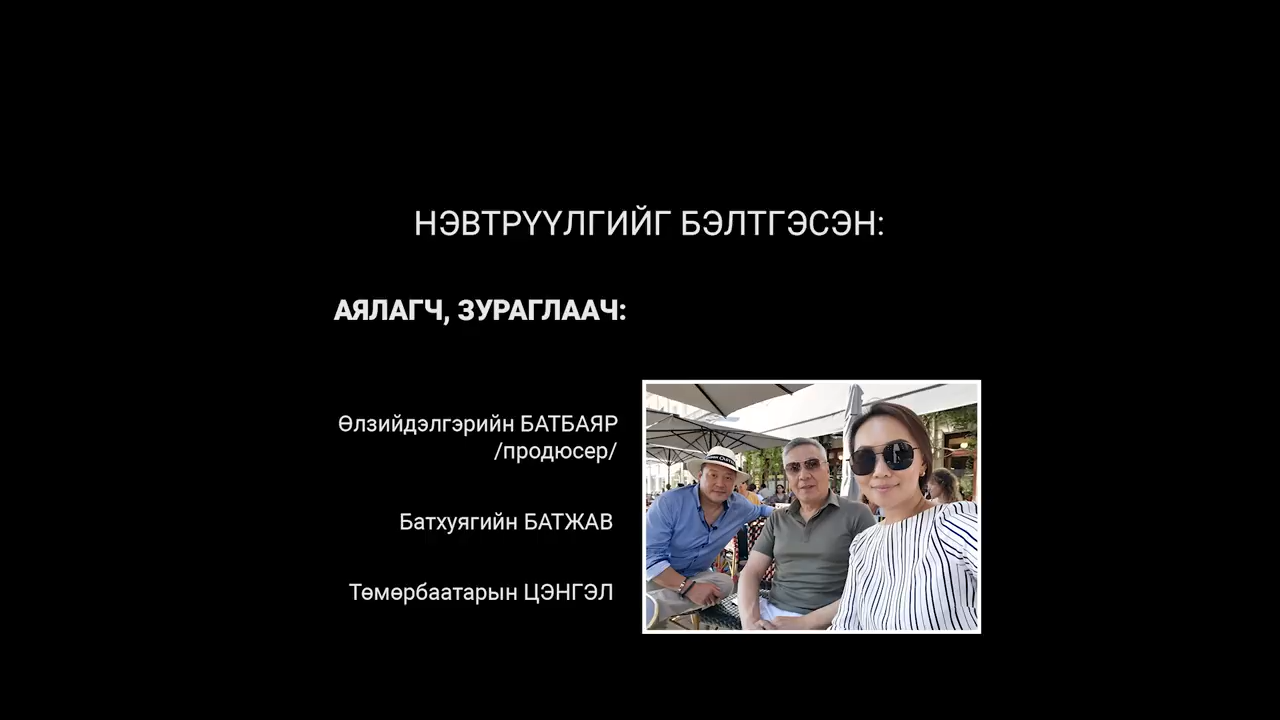 НЭВТРҮҮЛГИЙГ БЭЛТГЭСЭН:
АЯЛАГЧ, ЗУРАГЛААЧ:
Өлзийдэлгэрийн БАТБАЯР
/продюсер/
Батхуягийн БАТЖАВ
Төмөрбаатарын ЦЭНГЭЛ